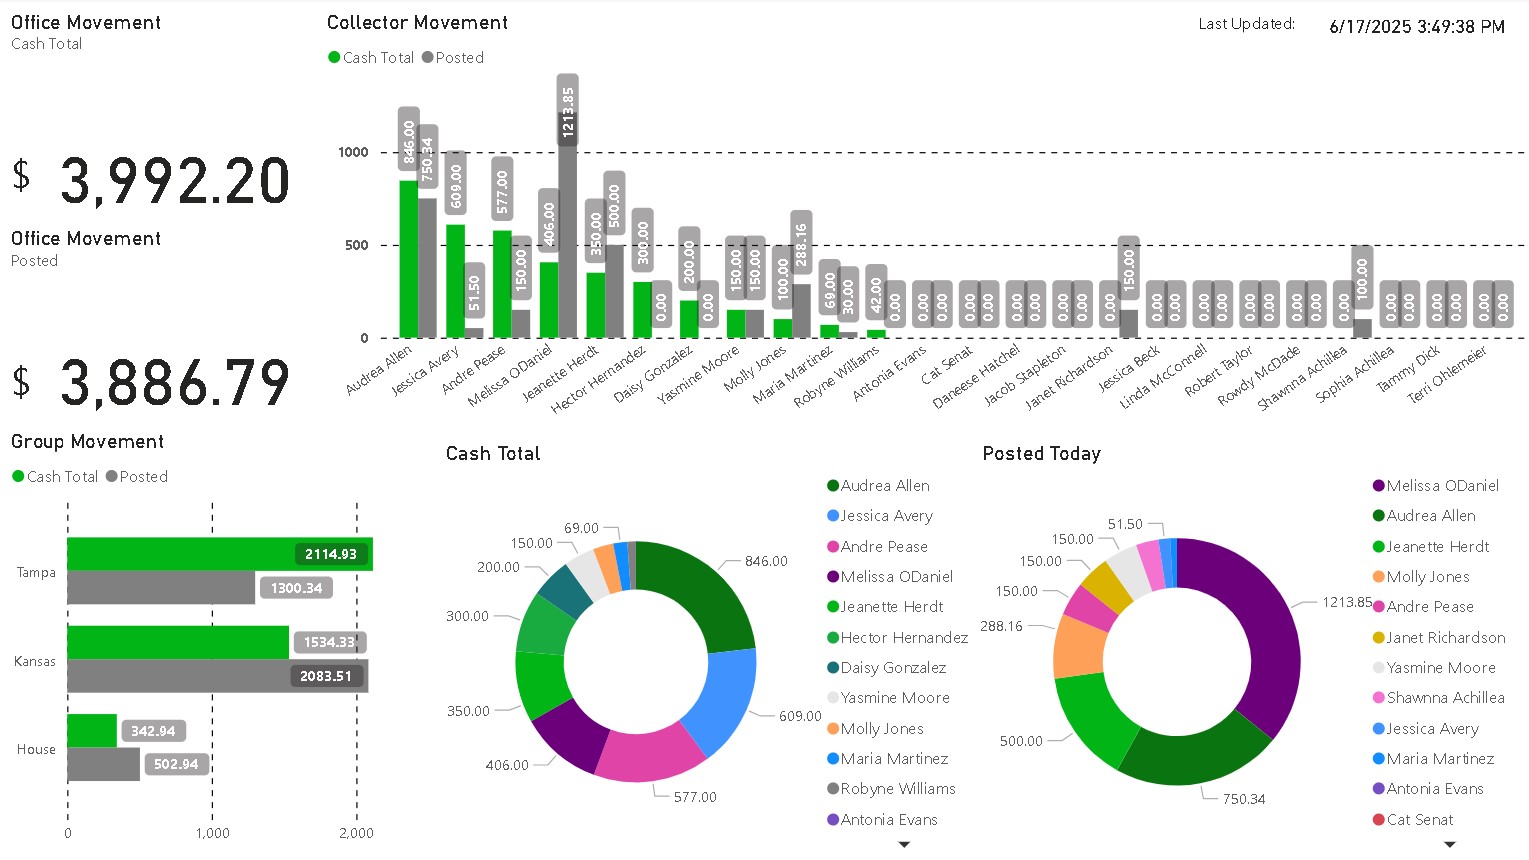 Office Movement
Cash Total
$ 3,992.20
Office Movement
Posted
$ 3,886.79
Collector Movement
Cash Total Posted
Last Updated: 6/17/2025 3:49:38 PM
1000
500
0
846.00
750.34
609.00
51.50
577.00
150.00
406.00
1213.85
350.00
500.00
300.00
0.00
200.00
0.00
150.00
150.00
100.00
288.16
69.00
30.00
42.00
0.00
0.00
0.00
0.00
0.00
0.00
0.00
0.00
0.00
0.00
150.00
0.00
0.00
0.00
0.00
0.00
0.00
0.00
0.00
0.00
100.00
0.00
0.00
0.00
0.00
0.00
0.00
Audrea Allen
Jessica Avery
Andre Pease
Melissa ODaniel
Jeanette Herdt
Hector Hernandez
Daisy Gonzalez
Yasmine Moore
Molly Jones
Maria Martinez
Robyne Williams
Antonia Evans
Cat Senat
Daneese Hatchel
Jacob Stapleton
Janet Richardson
Jessica Beck
Linda McConnell
Robert Taylor
Rowdy McDade
Shawnna Achillea
Sophia Achillea
Tammy Dick
Terri Ohlemeier
Group Movement
Cash Total Posted
Tampa
2114.93
1300.34
Kansas
1534.33
2083.51
House
342.94
502.94
0 1,000 2,000
Cash Total
69.00
150.00
200.00
300.00
350.00
406.00
577.00
609.00
846.00
Audrea Allen
Jessica Avery
Andre Pease
Melissa ODaniel
Jeanette Herdt
Hector Hernandez
Daisy Gonzalez
Yasmine Moore
Molly Jones
Maria Martinez
Robyne Williams
Antonia Evans
Posted Today
51.50
150.00
150.00
150.00
288.16
500.00
750.34
1213.85
Melissa ODaniel
Audrea Allen
Jeanette Herdt
Molly Jones
Andre Pease
Janet Richardson
Yasmine Moore
Shawnna Achillea
Jessica Avery
Maria Martinez
Antonia Evans
Cat Senat